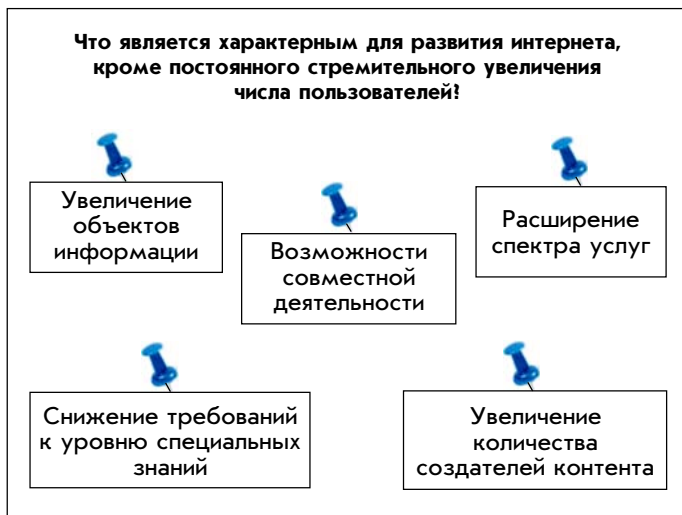 Что является характерным для развития интернета,
кроме постоянного стремительного увеличения
числа пользователей?
Увеличение
объектов
информации
Возможности
совместной
деятельности
Расширение
спектра услуг
Снижение требований
к уровню специальных
знаний
Увеличение
количества
создателей контента